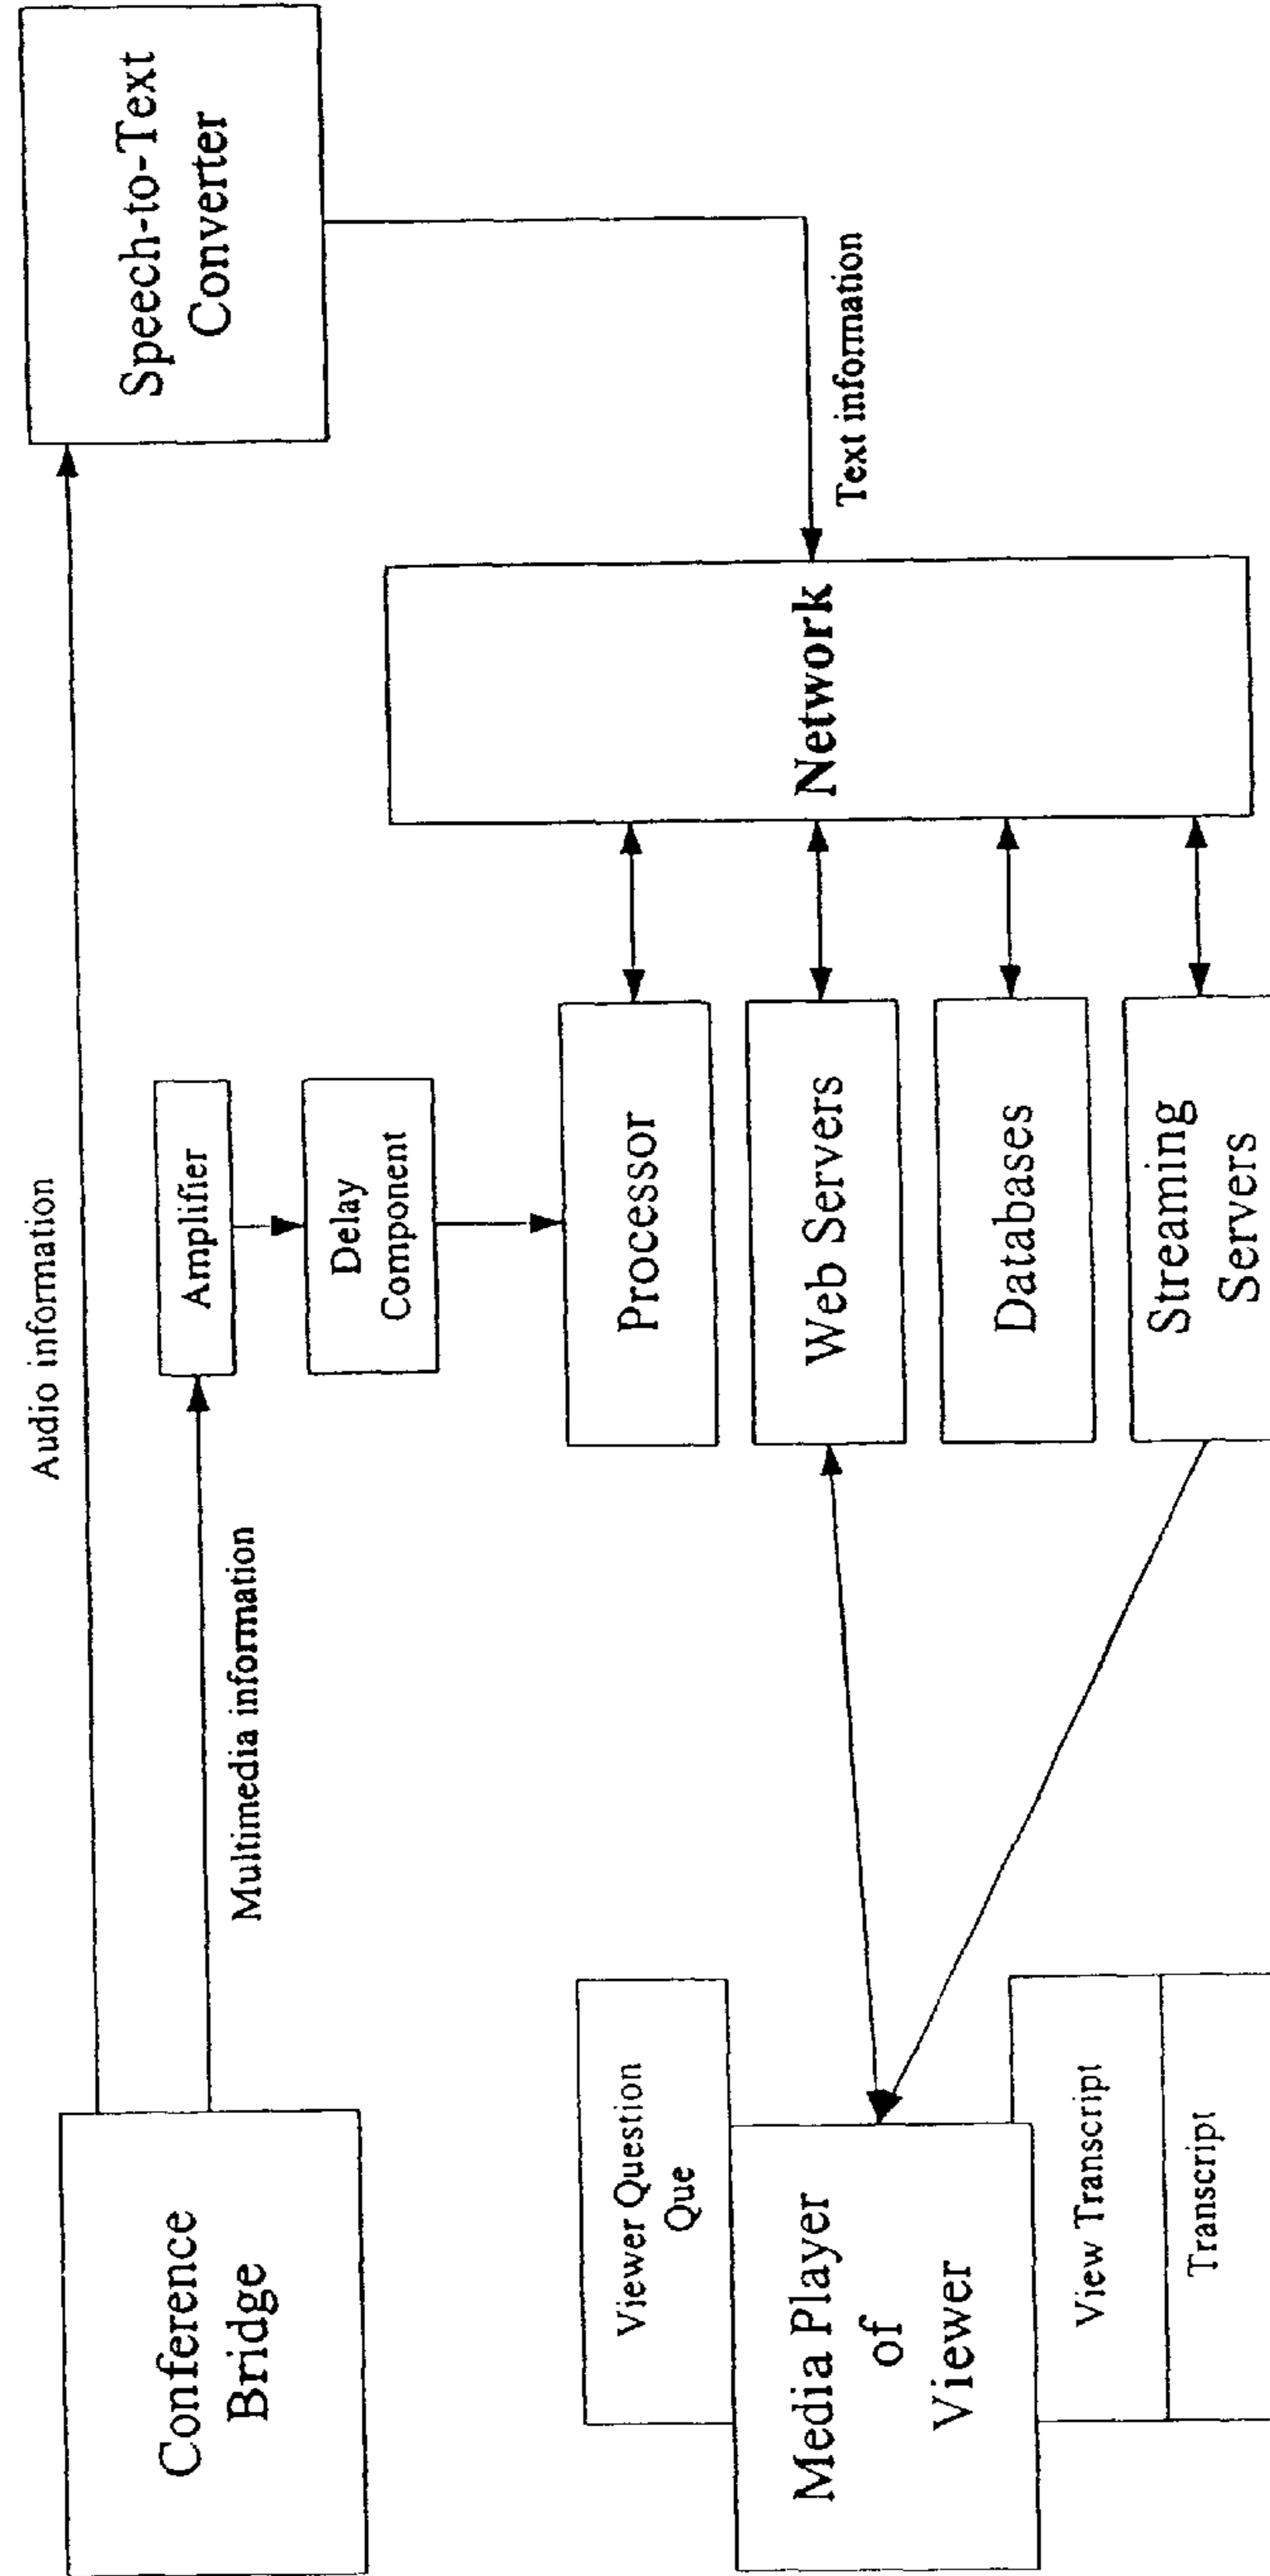 Audio information
Speech-to-Text
Converter
Conference
Bridge
Multimedia information
Amplifier
Delay
Component
Text information
Viewer Question
Que
Processor
Network
Media Player
of
Viewer
Web Servers
Databases
View Transcript
Transcript
Streaming
Servers